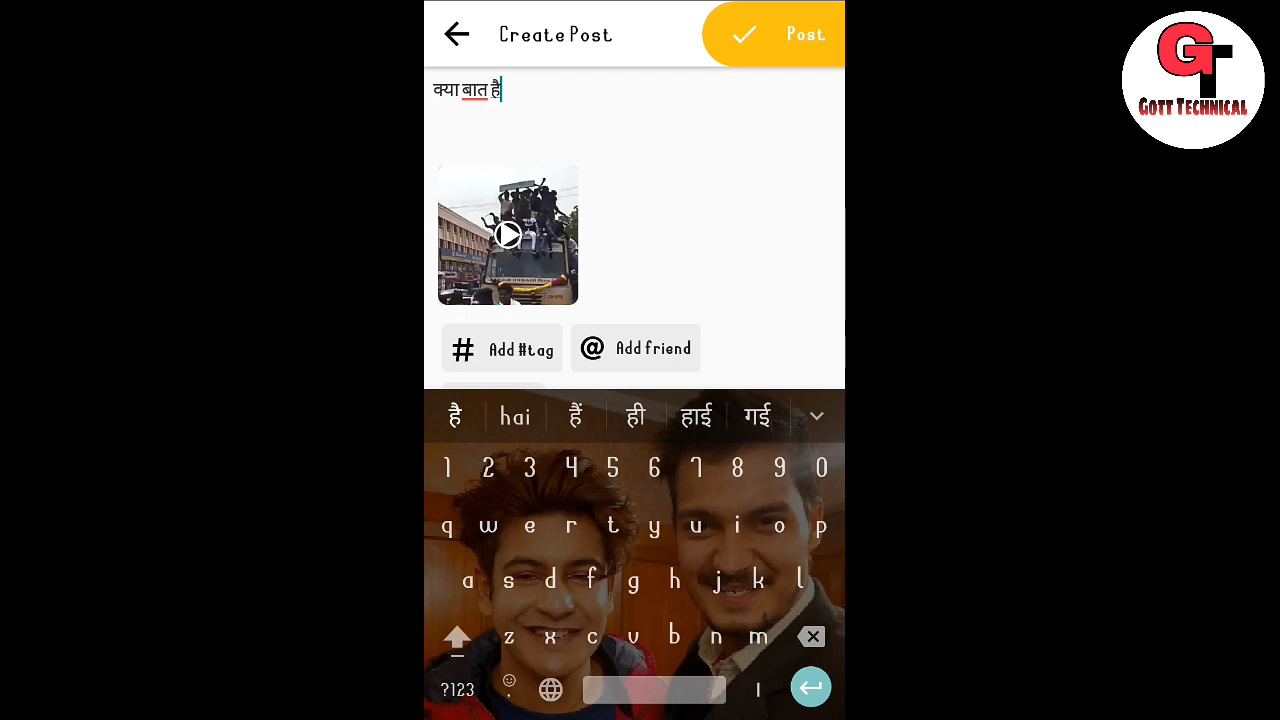 Create Post
Post
GT
GOTT TECHNICAL
क्या बात है
Add #tag
Add friend
है hai हैं ही हाई गई
1 2 3 4 5 6 7 8 9 0
q w e r t y u i o p
a s d f g h j k l
z x c v b n m
?123 . |